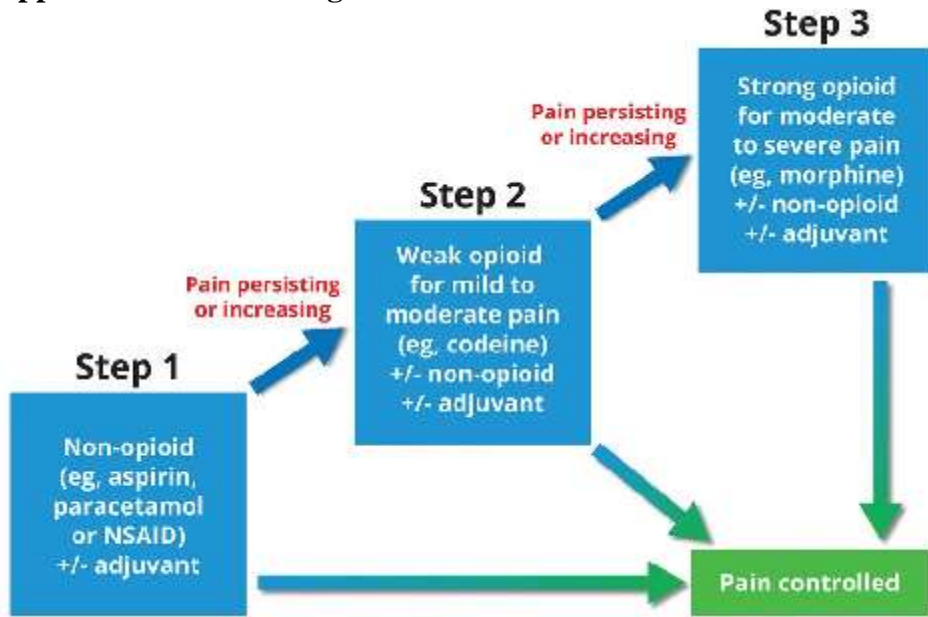 Step 3
Strong opioid
for moderate
to severe pain
(eg, morphine)
+/- non-opioid
+/- adjuvant
Pain persisting
or increasing
Step 2
Weak opioid
for mild to
moderate pain
(eg, codeine)
+/- non-opioid
+/- adjuvant
Pain persisting
or increasing
Step 1
Non-opioid
(eg, aspirin,
paracetamol
or NSAID)
+/- adjuvant
Pain controlled